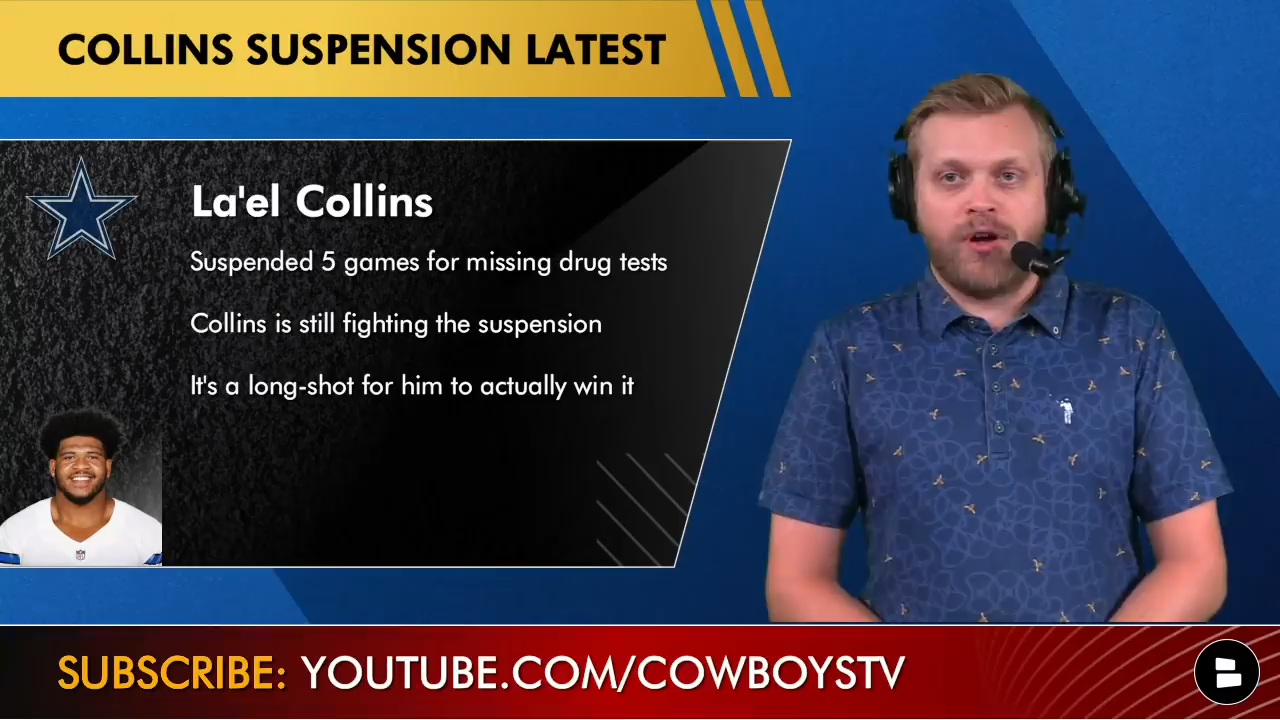 COLLINS SUSPENSION LATEST
La'el Collins
Suspended 5 games for missing drug tests
Collins is still fighting the suspension
It's a long-shot for him to actually win it
SUBSCRIBE: YOUTUBE.COM/COWBOYSTV